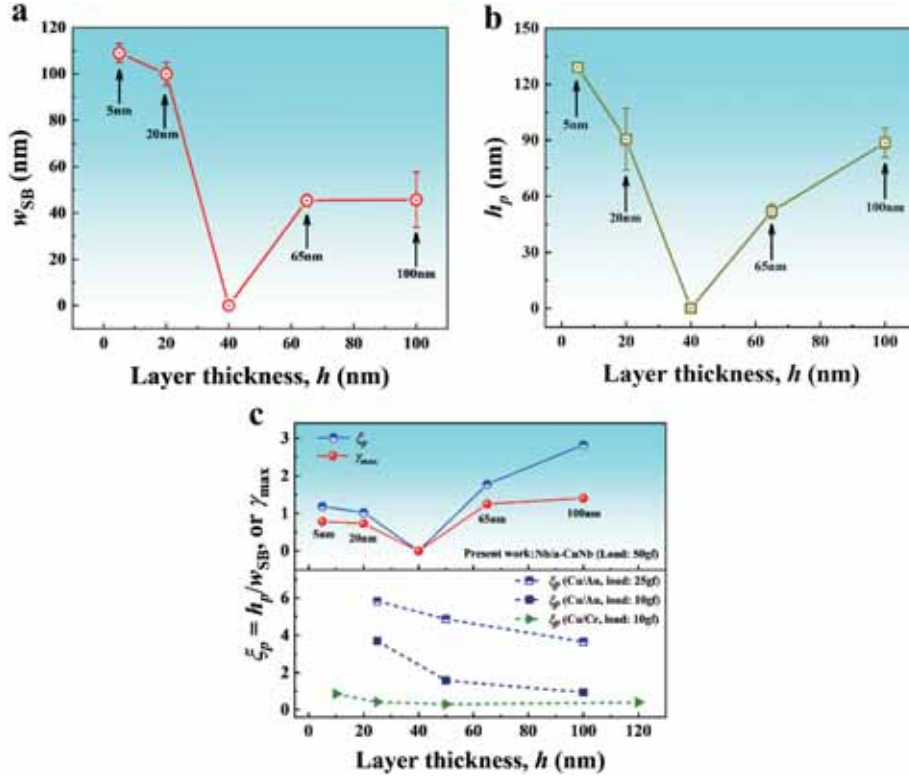 a
120
100
80
60
40
20
0
w_SB (nm)
5nm
20nm
65nm
100nm
0 20 40 60 80 100
Layer thickness, h (nm)
b
150
120
90
60
30
0
h_p (nm)
5nm
20nm
65nm
100nm
0 20 40 60 80 100
Layer thickness, h (nm)
c
ξ_p = h_p/w_SB, or γ_max
3
2
1
0
ξ_p
γ_max
5nm
20nm
65nm
100nm
Present work: Nb/a-CuNb (Load: 50gf)
6
4
2
0
ξ_p (Cu/Au, load: 25gf)
ξ_p (Cu/Au, load: 10gf)
ξ_p (Cu/Cr, load: 10gf)
0 20 40 60 80 100 120
Layer thickness, h (nm)